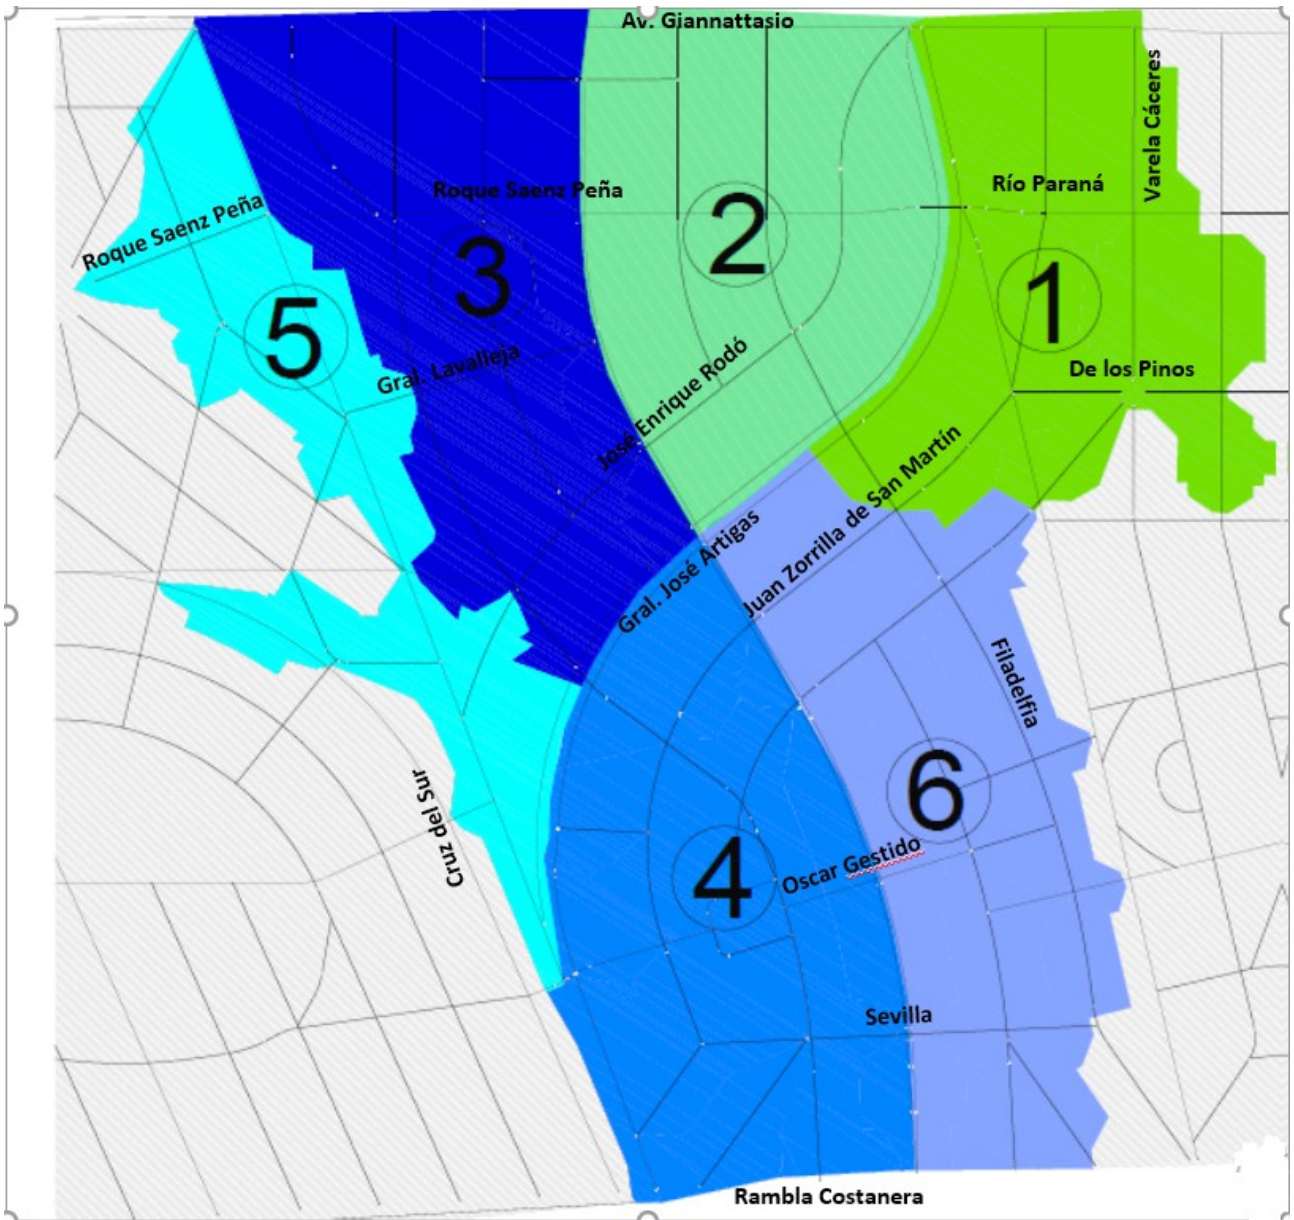 Av. Giannattasio
Varela Cáceres
Roque Saenz Peña
Río Paraná
Roque Saenz Peña
2
3
1
5
Gral. Lavalleja
José Enrique Rodó
De los Pinos
Juan Zorrilla de San Martín
Gral. José Artigas
Filadelfia
6
Cruz del Sur
4
Oscar Gestido
Sevilla
Rambla Costanera